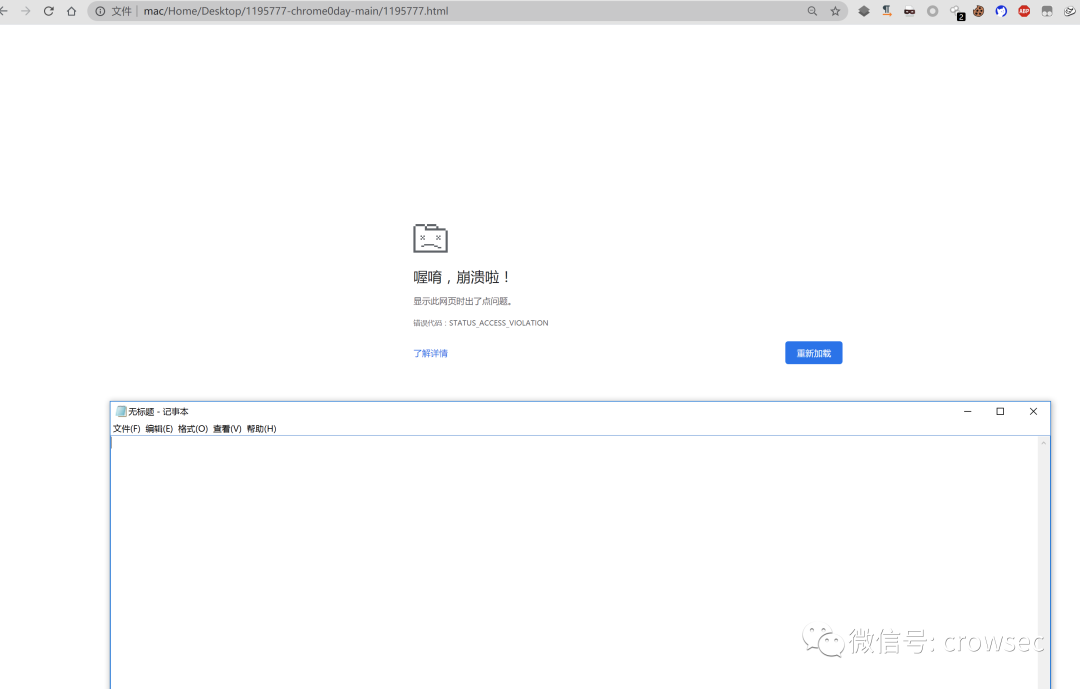 文件 mac/Home/Desktop/1195777-chrome0day-main/1195777.html
2
ABP
喔唷，崩溃啦！
显示此网页时出了点问题。
错误代码：STATUS_ACCESS_VIOLATION
了解详情 重新加载
无标题 - 记事本
文件(F) 编辑(E) 格式(O) 查看(V) 帮助(H)
微信号: crowsec